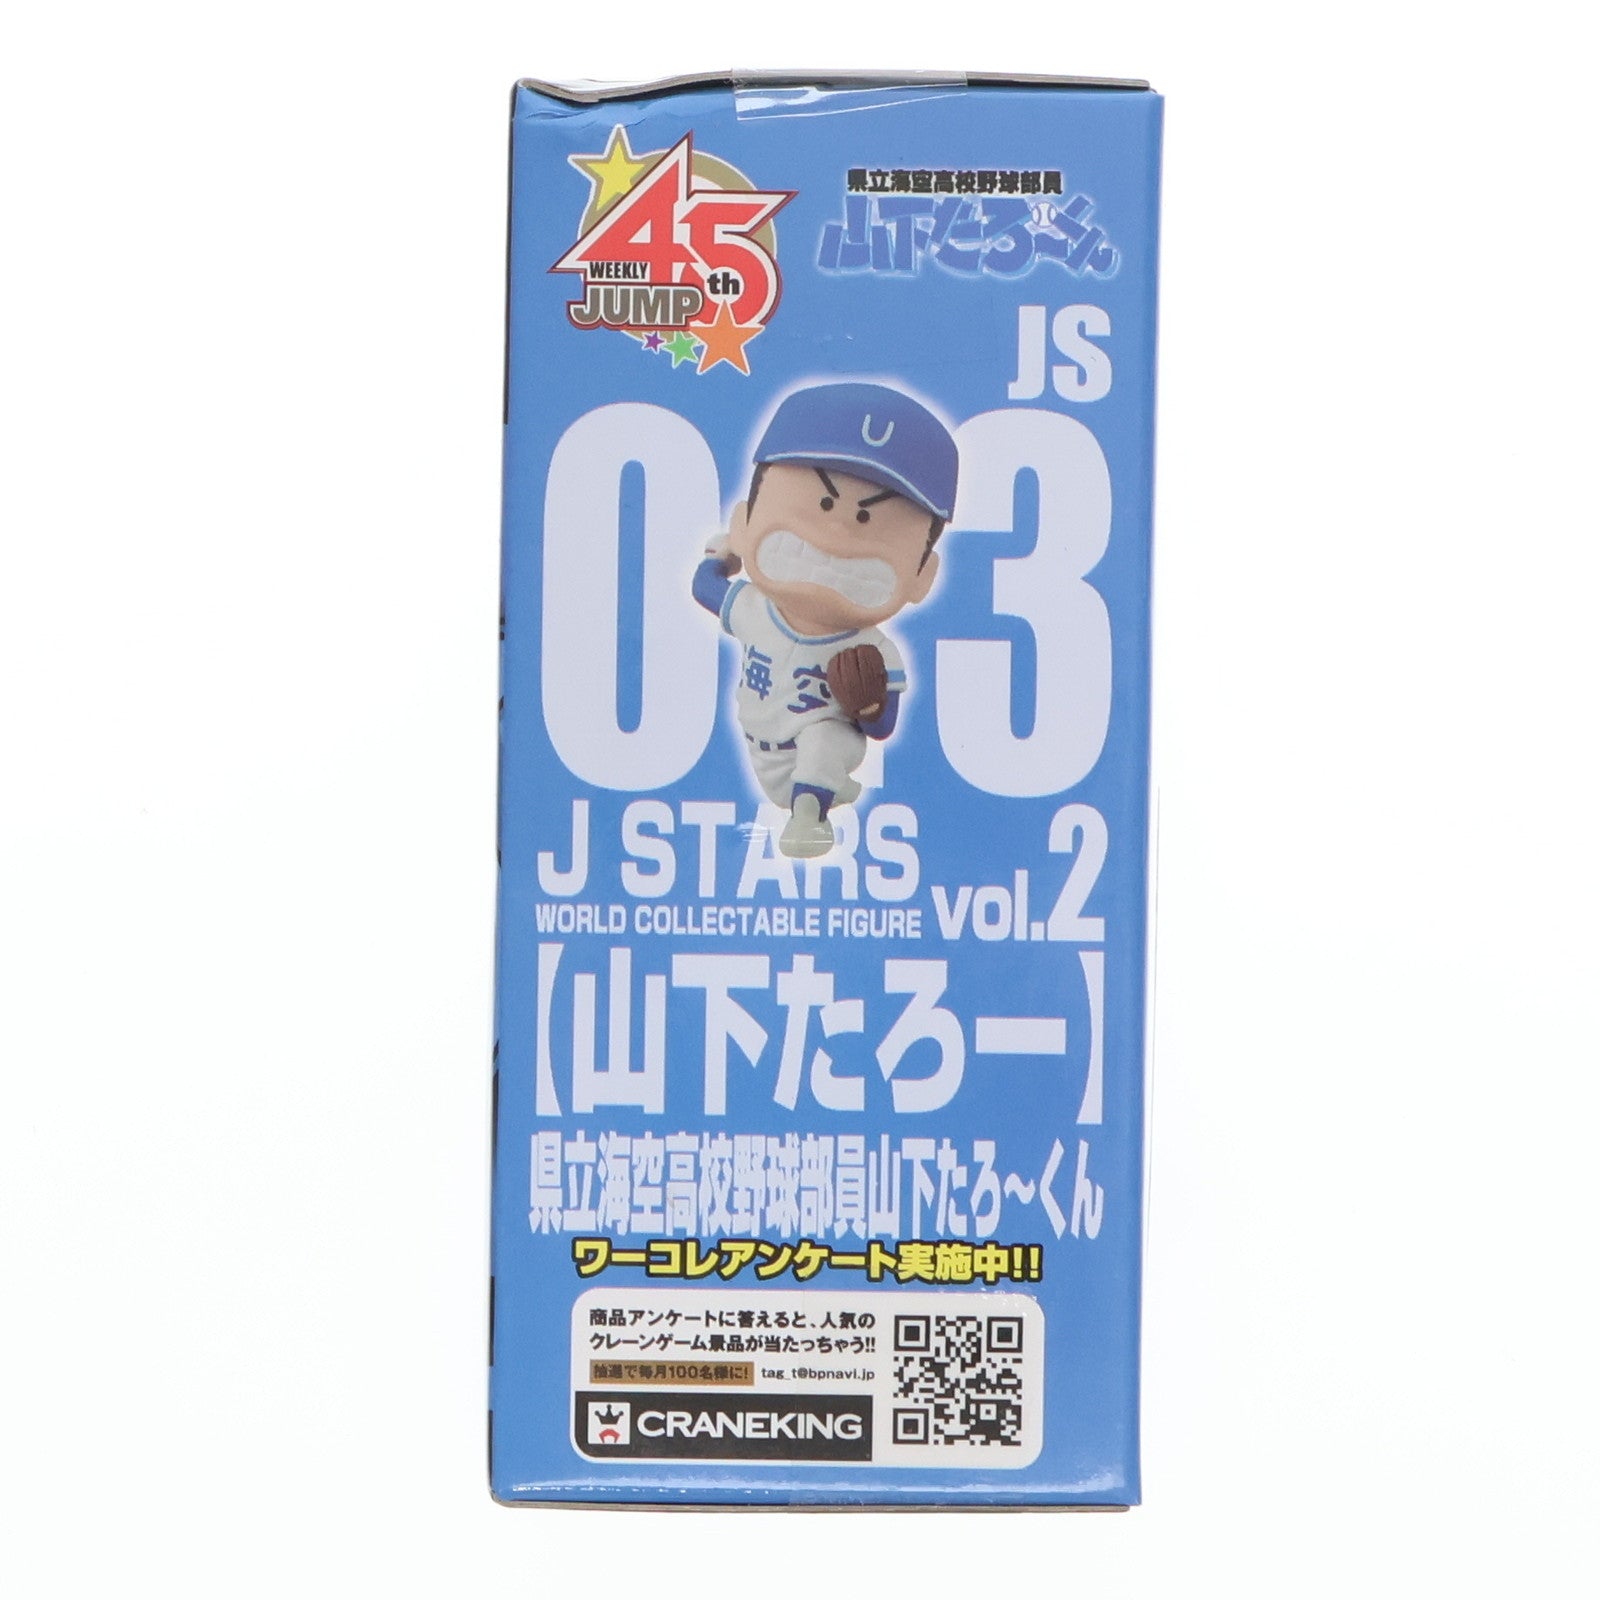 45th
WEEKLY
JUMP
県立海空高校野球部員
山下たろ～くん
JS
013
U
海空
J STARS
WORLD COLLECTABLE FIGURE vol.2
【山下たろー】
県立海空高校野球部員山下たろ～くん
ワーコレアンケート実施中!!
商品アンケートに答えると、人気の
クレーンゲーム景品が当たっちゃう!!
抽選で毎月100名様に! tag_t@bpnavi.jp
CRANEKING